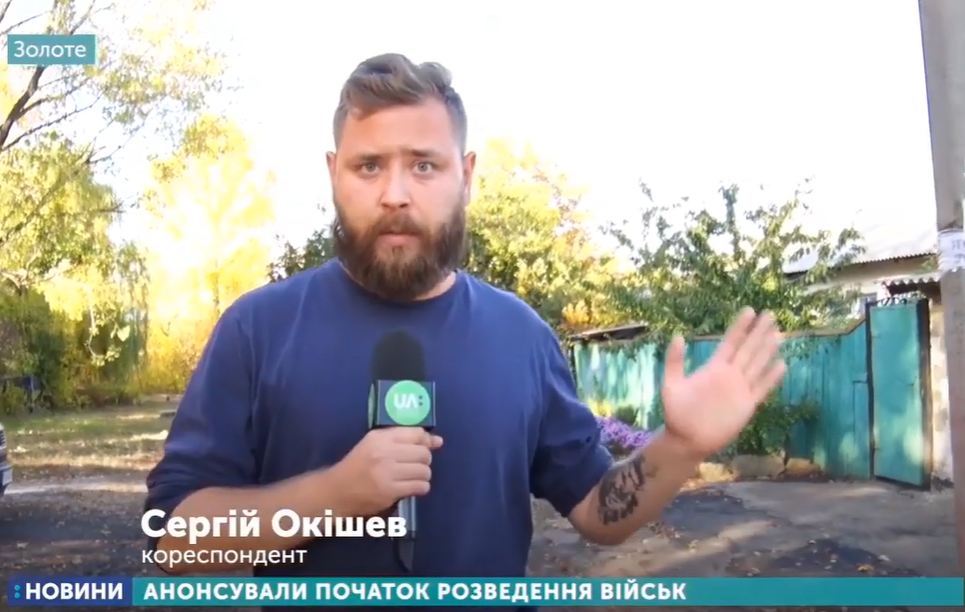 Золоте
UA:
Сергій Окішев
кореспондент
:НОВИНИ
АНОНСУВАЛИ ПОЧАТОК РОЗВЕДЕННЯ ВІЙСЬК